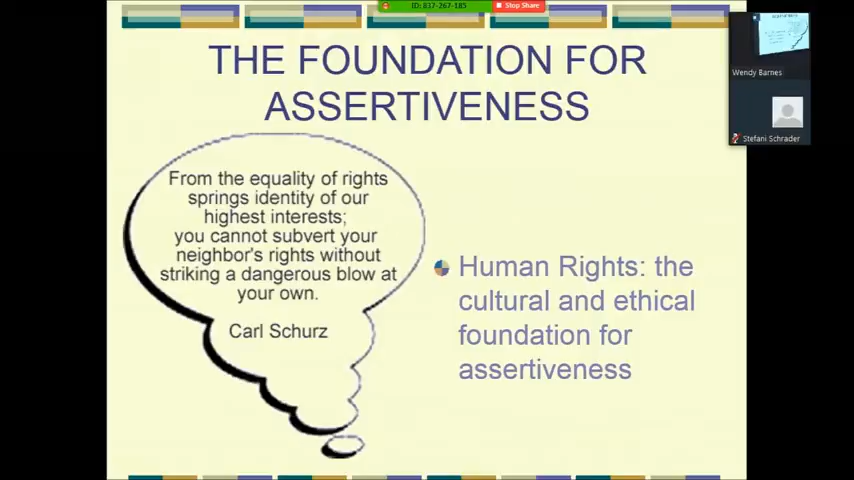 ID: 837-267-185
Stop Share
THE FOUNDATION FOR
ASSERTIVENESS
From the equality of rights
springs identity of our
highest interests;
you cannot subvert your
neighbor's rights without
striking a dangerous blow at
your own.
Carl Schurz
Human Rights: the
cultural and ethical
foundation for
assertiveness
Wendy Barnes
Stefani Schrader